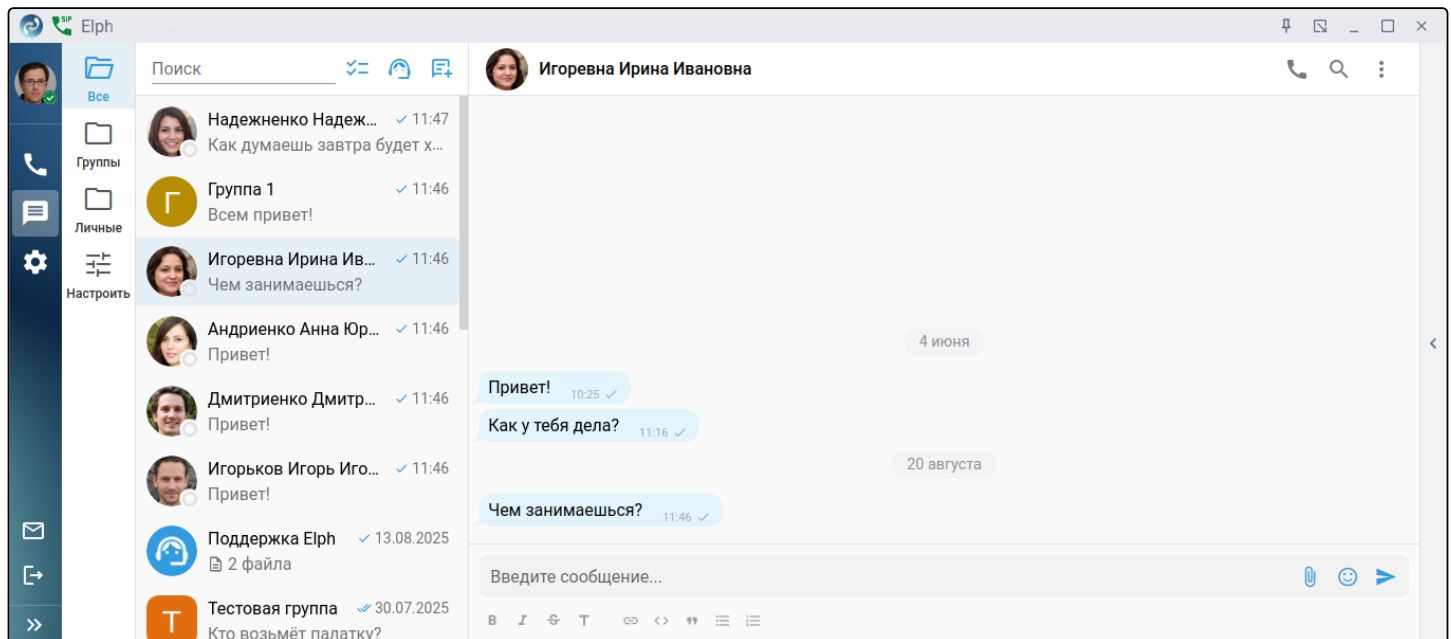 SIP
Elph
Все
Группы
Личные
Настроить
Поиск
Надежненко Надеж... 11:47
Как думаешь завтра будет х...
Г
Группа 1 11:46
Всем привет!
Игоревна Ирина Ив... 11:46
Чем занимаешься?
Андриенко Анна Юр... 11:46
Привет!
Дмитриенко Дмитр... 11:46
Привет!
Игорьков Игорь Иго... 11:46
Привет!
Поддержка Elph 13.08.2025
2 файла
Т
Тестовая группа 30.07.2025
Кто возьмёт палатку?
Игоревна Ирина Ивановна
4 июня
Привет! 10:25
Как у тебя дела? 11:16
20 августа
Чем занимаешься? 11:46
Введите сообщение...
B I S T